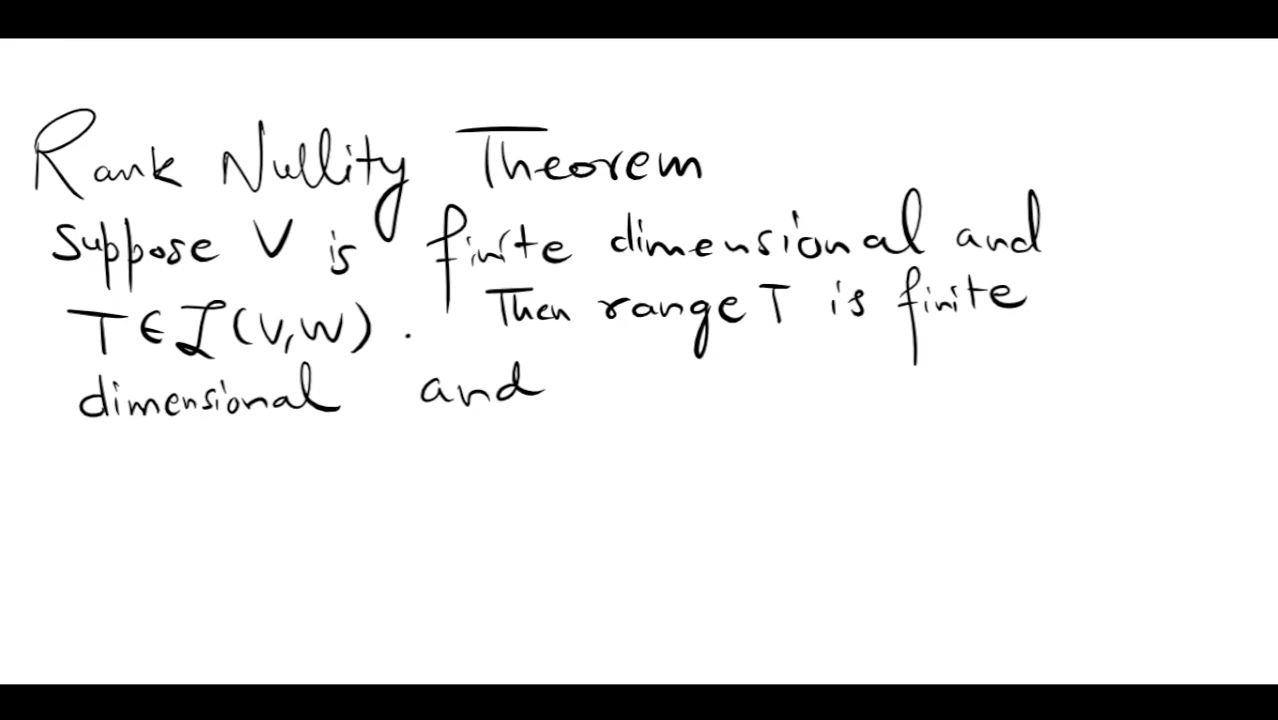 Rank Nullity Theorem
Suppose V is finite dimensional and
T ∈ ℒ(V,W). Then range T is finite
dimensional and